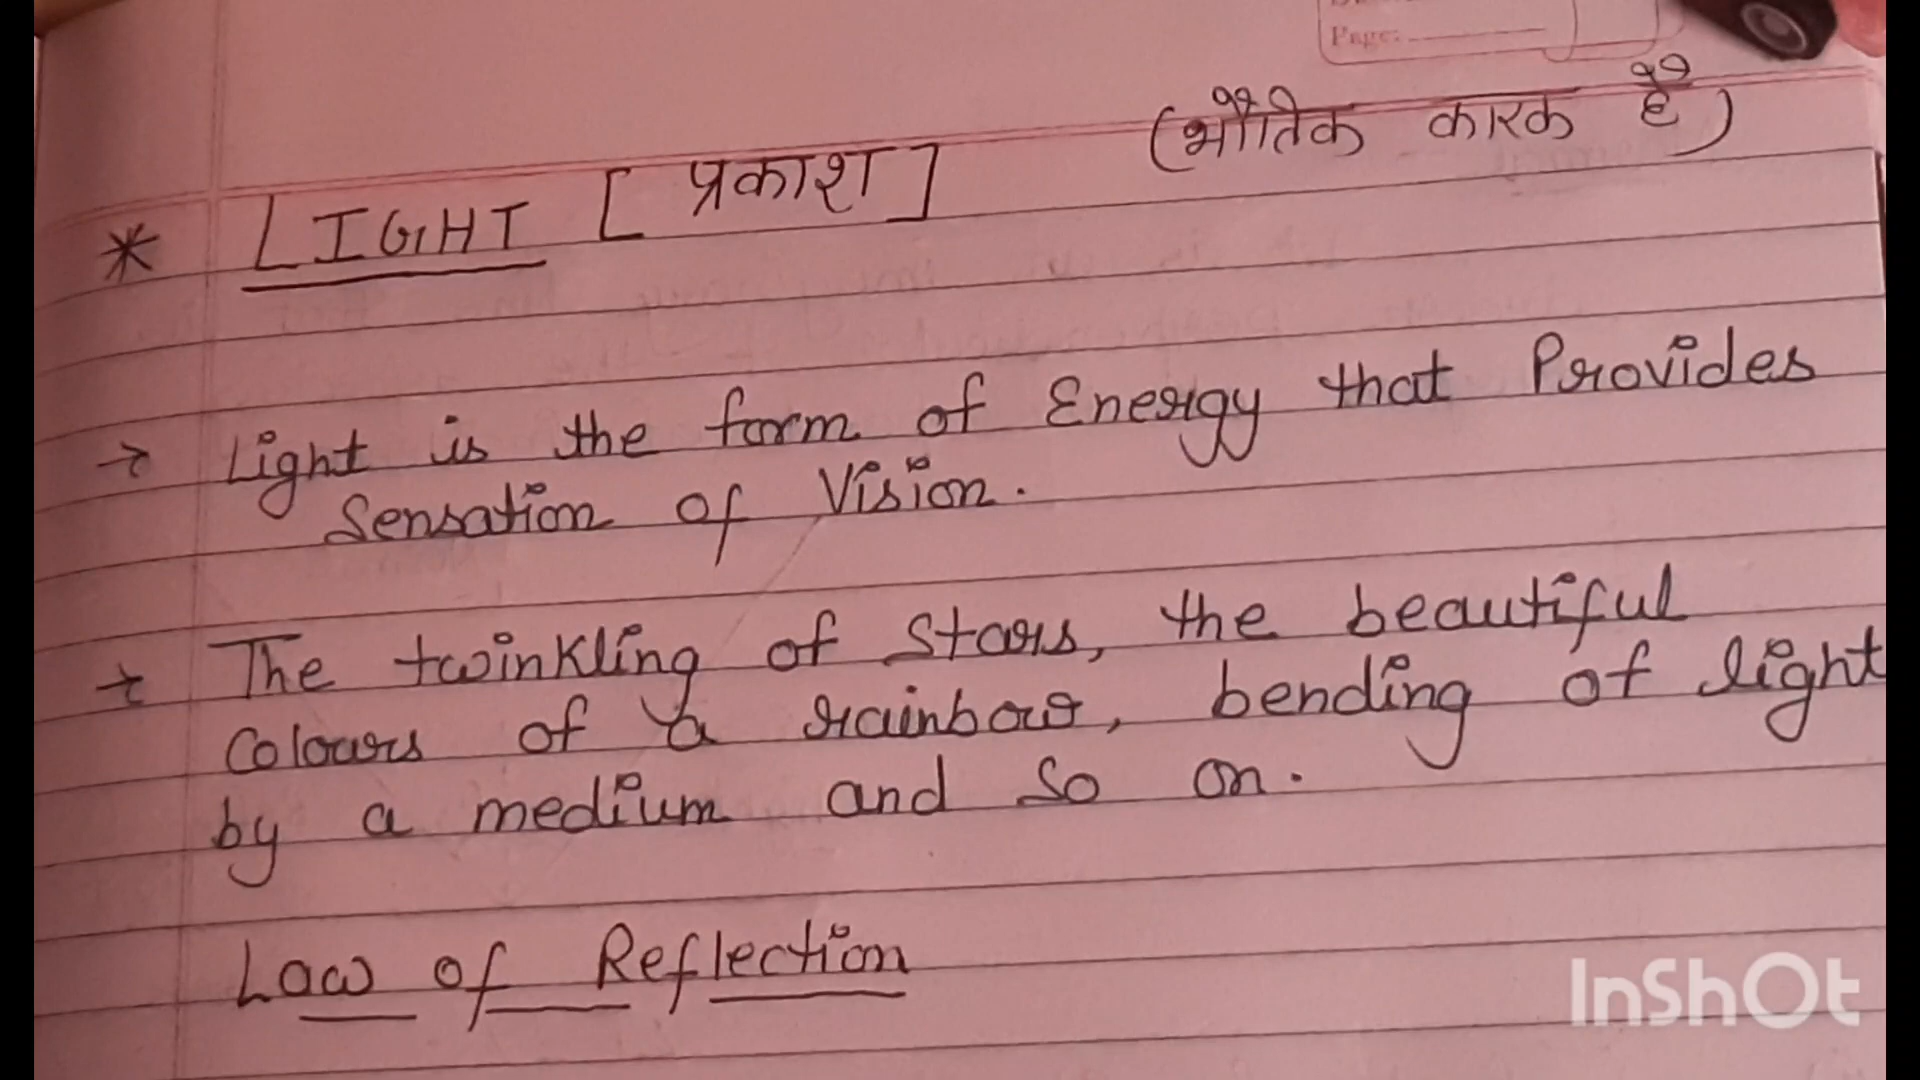 Page:
(भौतिक कारक है)
* LIGHT [प्रकाश]
→ Light is the form of Energy that Provides
Sensation of Vision.
→ The twinkling of Stars, the beautiful
Colours of a rainbow, bending of light
by a medium and so on.
Law of Reflection
InShOt